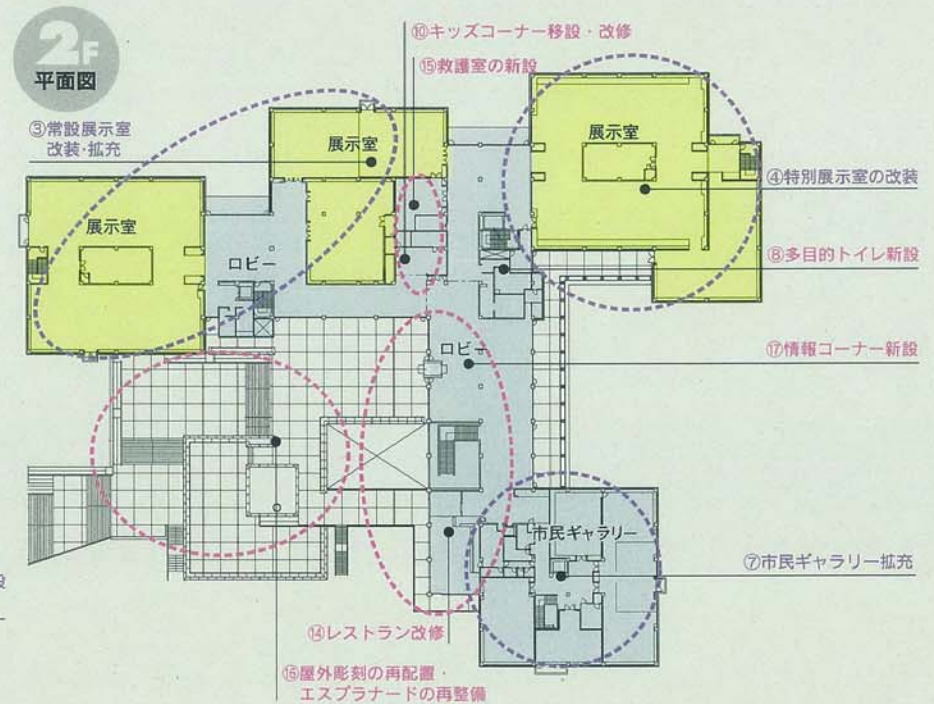 2F
平面図
⑩キッズコーナー移設・改修
⑮救護室の新設
③常設展示室
改装・拡充
展示室
展示室
④特別展示室の改装
展示室
ロビー
⑧多目的トイレ新設
ロビー
⑰情報コーナー新設
市民ギャラリー
⑦市民ギャラリー拡充
設
⑭レストラン改修
⑯屋外彫刻の再配置・
エスプラナードの再整備